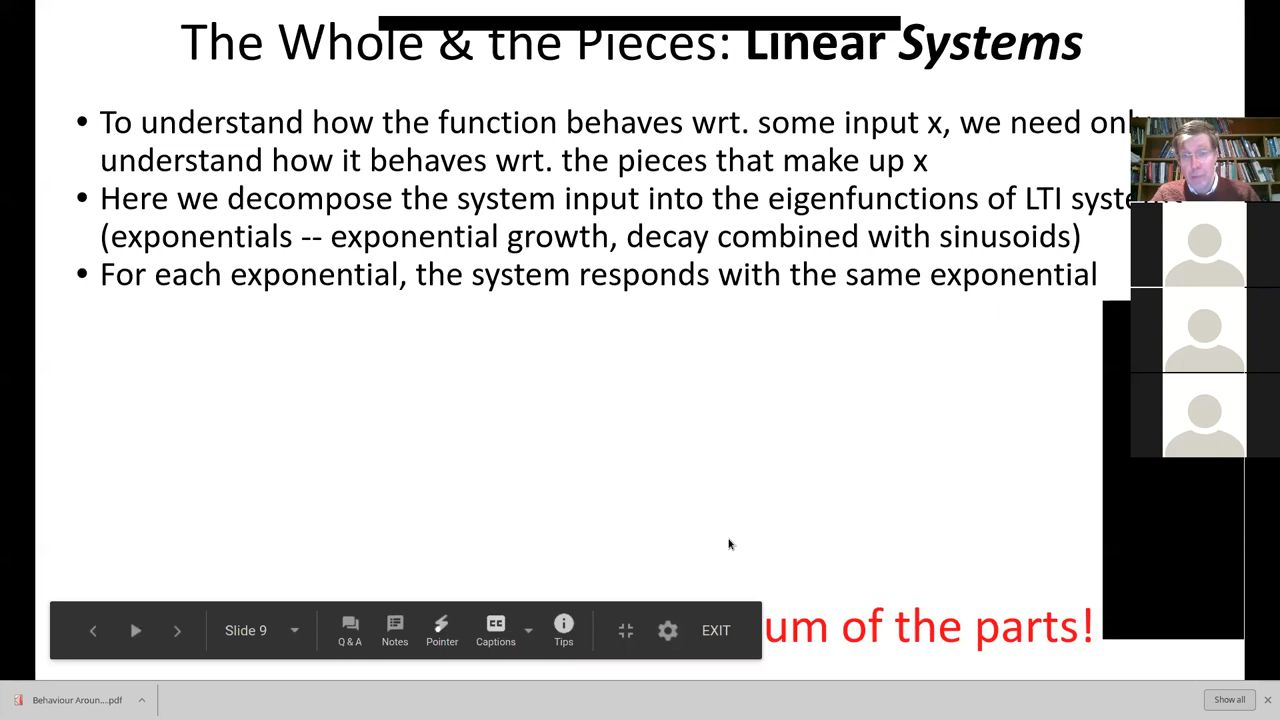 The Whole & the Pieces: Linear Systems
• To understand how the function behaves wrt. some input x, we need
understand how it behaves wrt. the pieces that make up x
• Here we decompose the system input into the eigenfunctions of LTI
(exponentials -- exponential growth, decay combined with sinusoids)
• For each exponential, the system responds with the same exponential
um of the parts!
Slide 9
Q & A
Notes
Pointer
Captions
Tips
EXIT
Behaviour Aroun....pdf
Show all